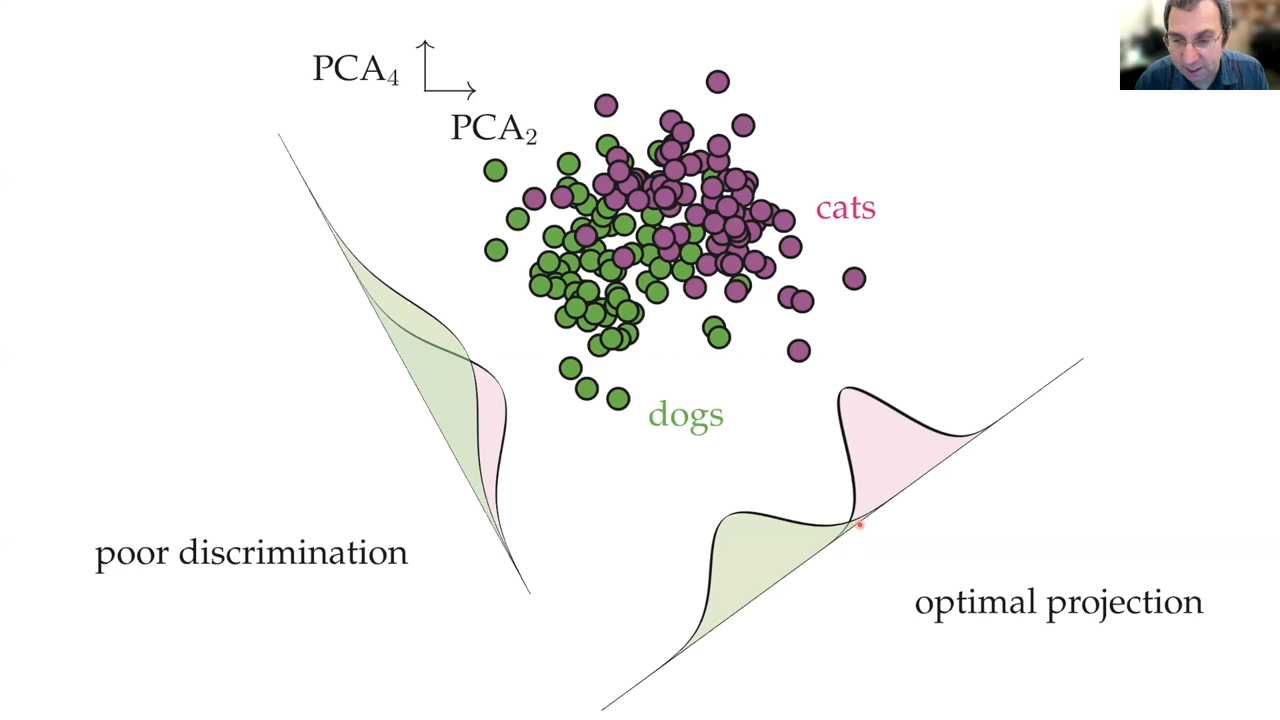 PCA₄
PCA₂
cats
dogs
poor discrimination
optimal projection